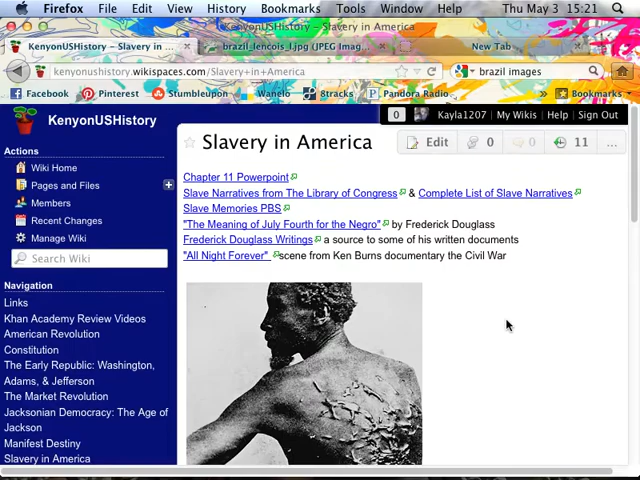 Firefox File Edit View History Bookmarks Tools Window Help Thu May 3 15:21
KenyonUSHistory – Slavery in America
KenyonUSHistory – Slavery in ... brazil_lencois_l.jpg (JPEG Imag... New Tab
kenyonushistory.wikispaces.com/Slavery+in+America brazil images
Facebook Pinterest Stumbleupon Wanelo 8tracks Pandora Radio » Bookmarks
KenyonUSHistory
0 Kayla1207 My Wikis Help Sign Out
Slavery in America
Edit 0 0 11 ...
Actions
Wiki Home
Pages and Files
Members
Recent Changes
Manage Wiki
Search Wiki
Navigation
Links
Khan Academy Review Videos
American Revolution
Constitution
The Early Republic: Washington,
Adams, & Jefferson
The Market Revolution
Jacksonian Democracy: The Age of
Jackson
Manifest Destiny
Slavery in America
Chapter 11 Powerpoint
Slave Narratives from The Library of Congress & Complete List of Slave Narratives
Slave Memories PBS
"The Meaning of July Fourth for the Negro" by Frederick Douglass
Frederick Douglass Writings a source to some of his written documents
"All Night Forever" scene from Ken Burns documentary the Civil War